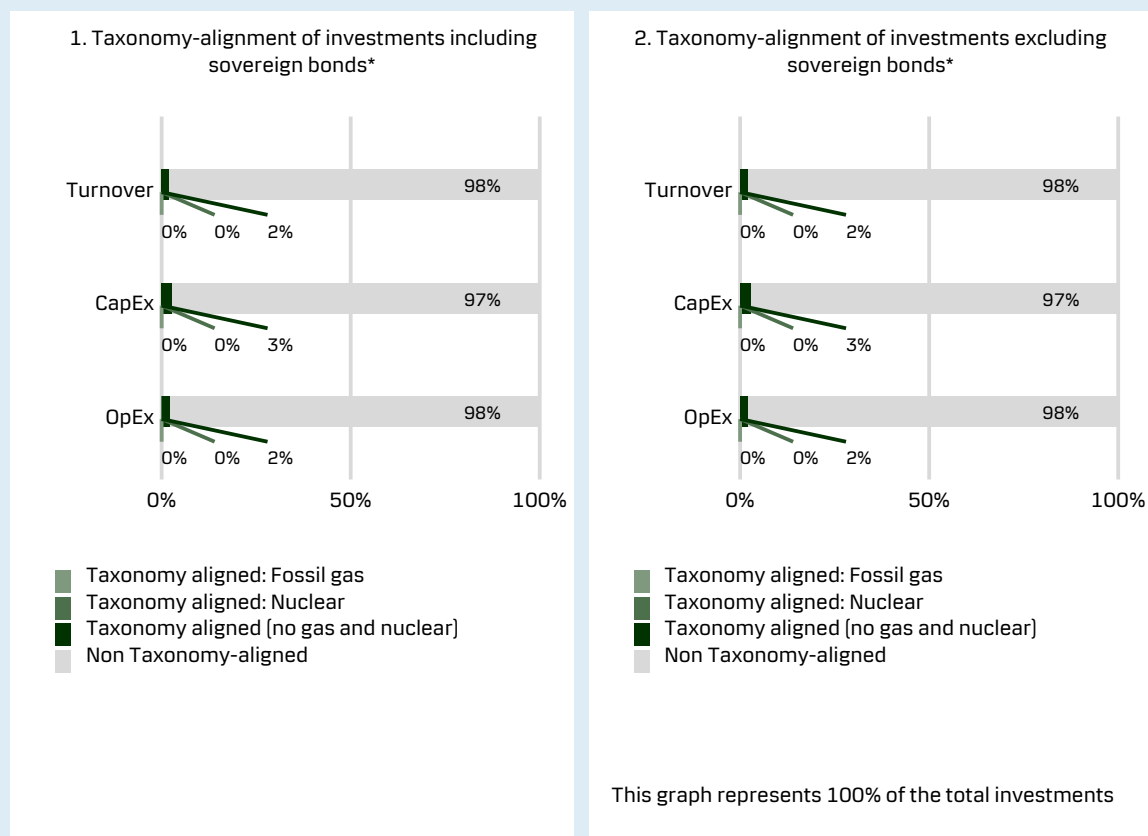 1. Taxonomy-alignment of investments including
sovereign bonds*
Turnover
98%
0% 0% 2%
CapEx
97%
0% 0% 3%
OpEx
98%
0% 0% 2%
0% 50% 100%
Taxonomy aligned: Fossil gas
Taxonomy aligned: Nuclear
Taxonomy aligned (no gas and nuclear)
Non Taxonomy-aligned
2. Taxonomy-alignment of investments excluding
sovereign bonds*
Turnover
98%
0% 0% 2%
CapEx
97%
0% 0% 3%
OpEx
98%
0% 0% 2%
0% 50% 100%
Taxonomy aligned: Fossil gas
Taxonomy aligned: Nuclear
Taxonomy aligned (no gas and nuclear)
Non Taxonomy-aligned
This graph represents 100% of the total investments